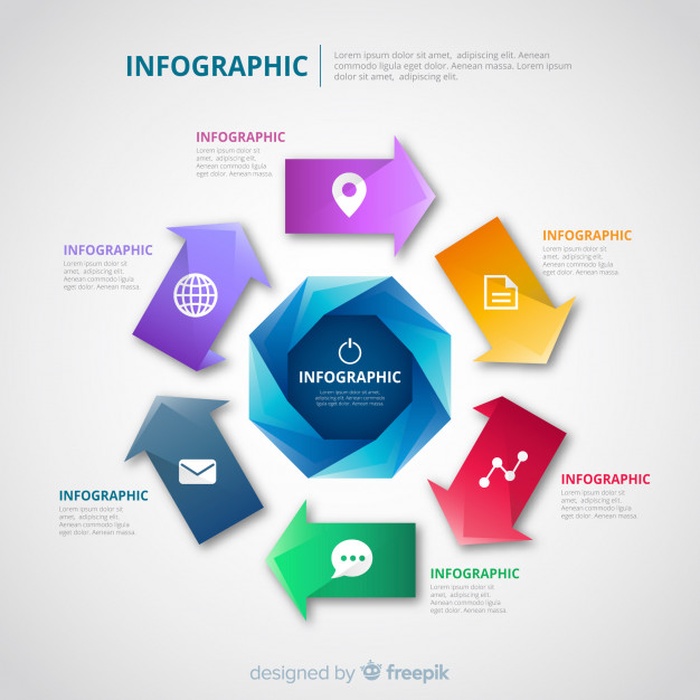 INFOGRAPHIC
Lorem ipsum dolor sit amen, adipiscing elit. Aenean
commodo ligula eget dolor. Aenean massa. Lorem ipsum
dolor sit amen, adipiscing elit.
INFOGRAPHIC
Lorem ipsum dolor sit
amet, adipiscing elit.
Aenean commodo ligula
eget dolor. Aenean massa.
INFOGRAPHIC
Lorem ipsum dolor sit
amet, adipiscing elit.
Aenean commodo ligula
eget dolor. Aenean massa.
INFOGRAPHIC
Lorem ipsum dolor sit
amet, adipiscing elit.
Aenean commodo ligula
eget dolor. Aenean massa.
INFOGRAPHIC
Lorem ipsum dolor sit
amet, adipiscing elit.
Aenean commodo ligula
eget dolor. Aenean massa.
INFOGRAPHIC
Lorem ipsum dolor sit
amet, adipiscing elit.
Aenean commodo ligula
eget dolor. Aenean massa.
INFOGRAPHIC
Lorem ipsum dolor sit
amet, adipiscing elit.
Aenean commodo ligula
eget dolor. Aenean massa.
INFOGRAPHIC
Lorem ipsum dolor sit
amet, adipiscing elit.
Aenean commodo ligula
eget dolor. Aenean massa.
designed by freepik